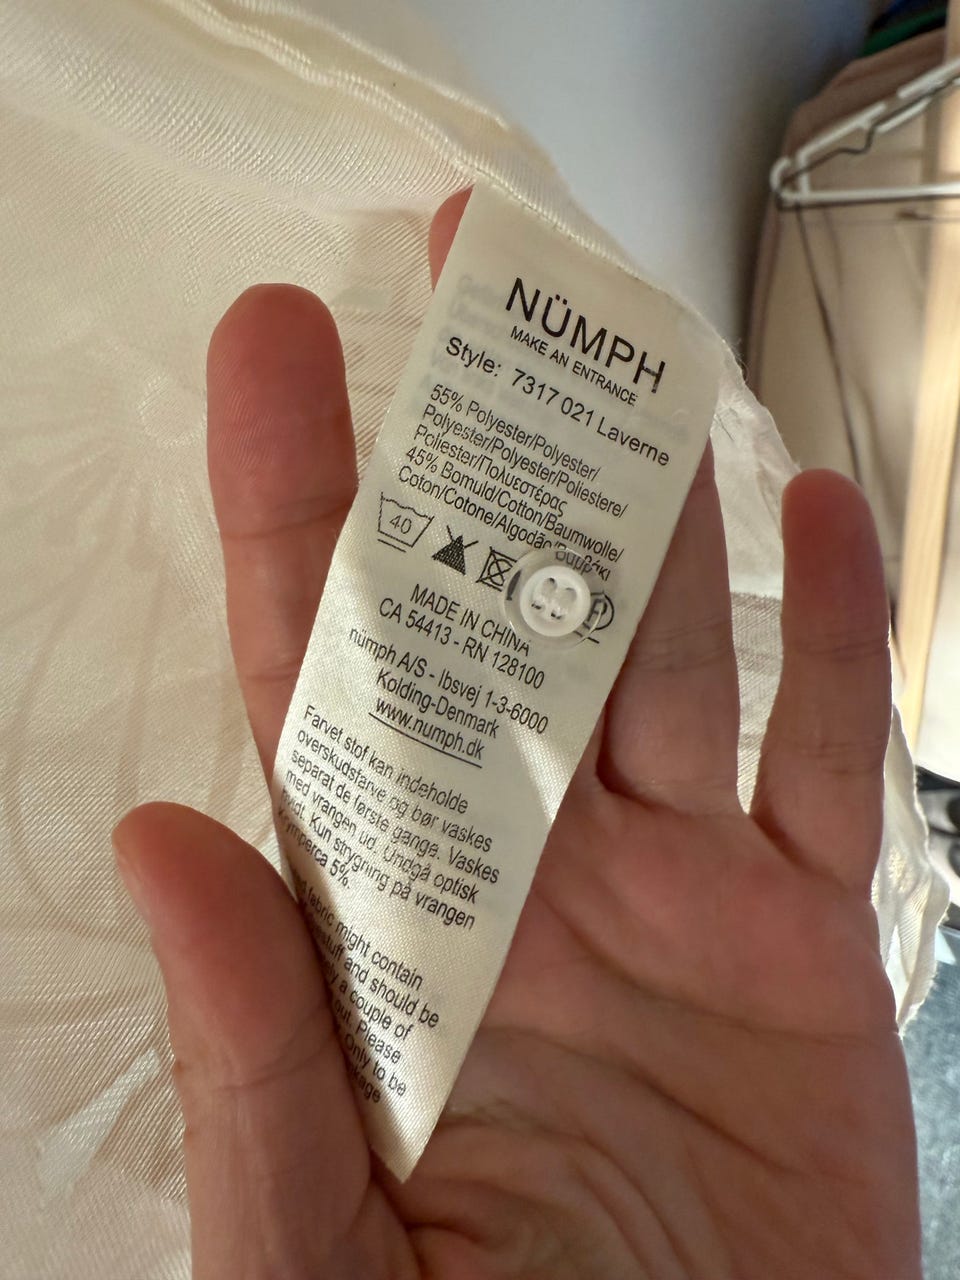 NÜMPH
MAKE AN ENTRANCE
Style: 7317 021 Laverne
55% Polyester/Polyester/
Polyester/Polyester/Poliestere/
Poliester/Πολυεστέρας
45% Bomuld/Cotton/Baumwolle/
Coton/Cotone/Algodão/Βαμβάκι
40
P
MADE IN CHINA
CA 54413 - RN 128100
nümph A/S - Ibsvej 1-3-6000
Kolding-Denmark
www.numph.dk
Farvet stof kan indeholde
overskudsfarve og bør vaskes
separat de første gange. Vaskes
med vrangen ud. Undgå optisk
hvidt. Kun strygning på vrangen
Krymper ca 5%.
fabric might contain
and should be
a couple of
out. Please
Only to be